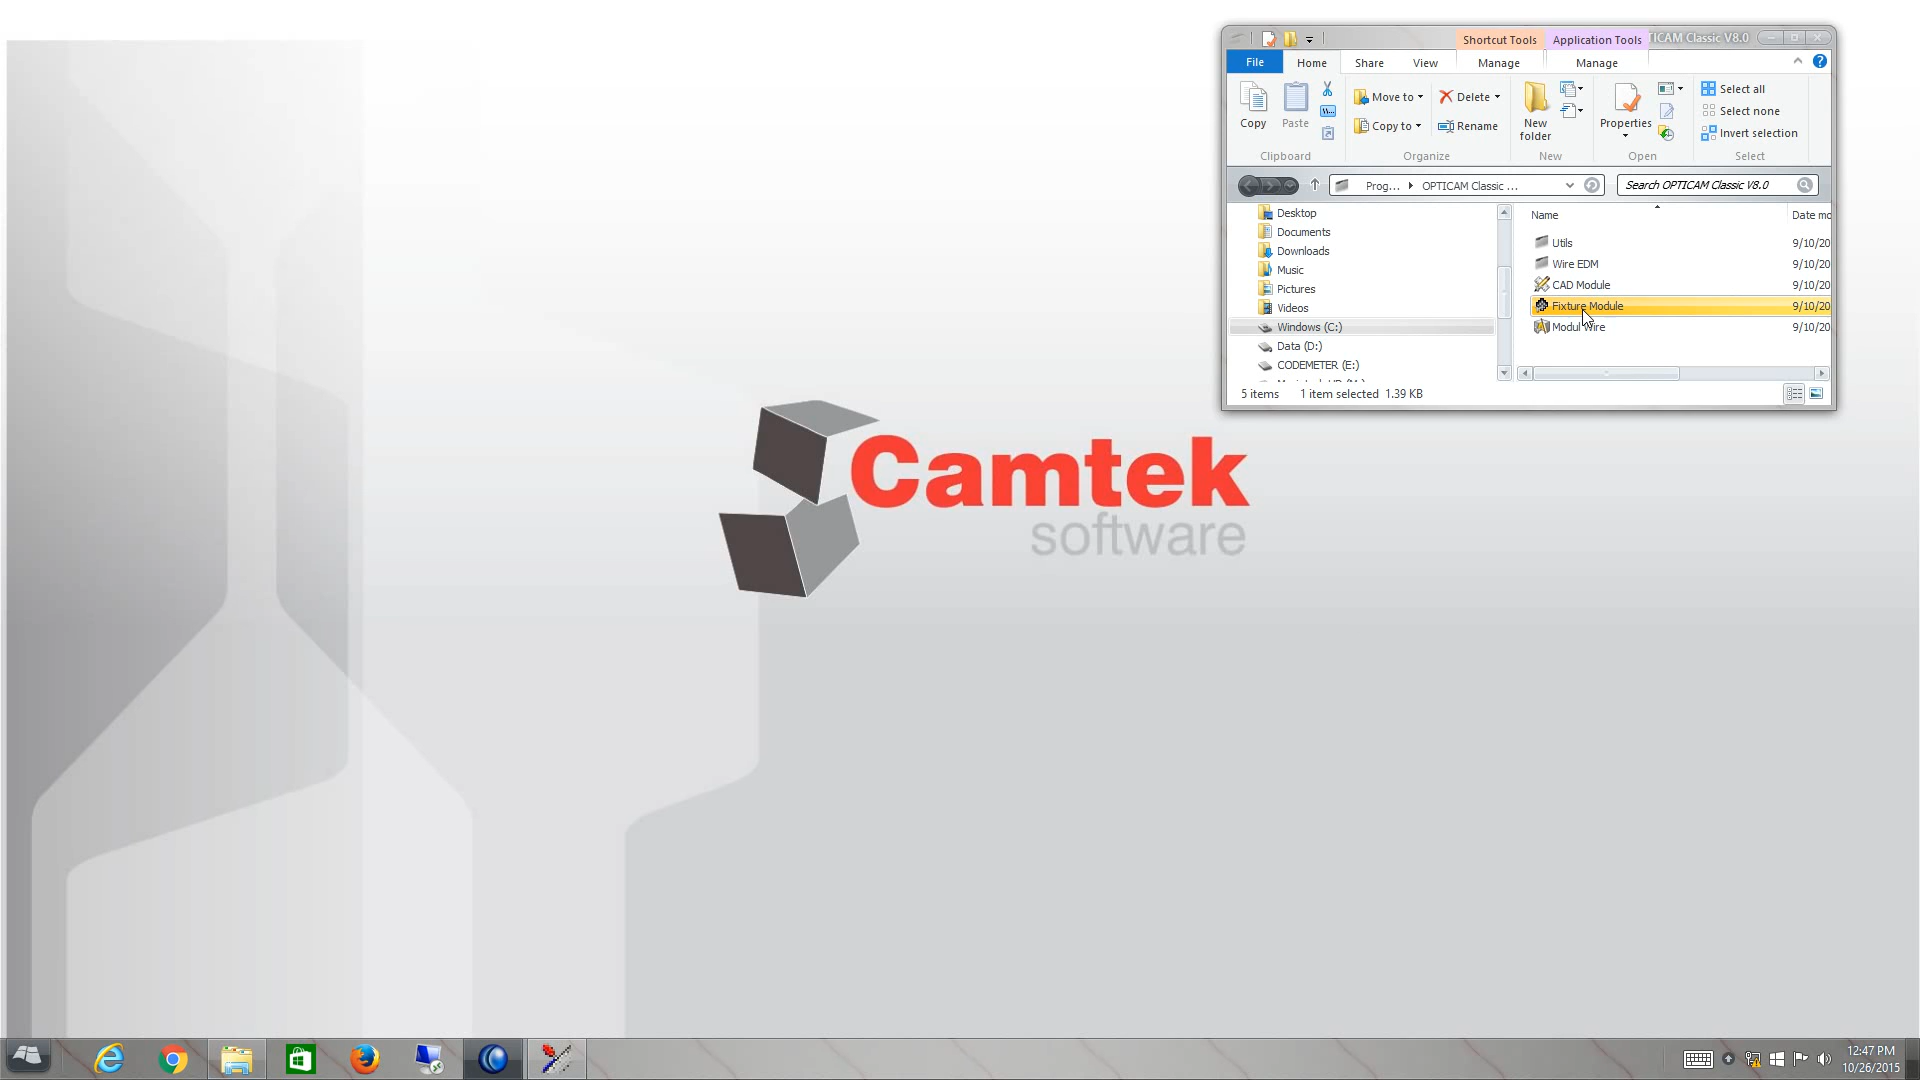 Shortcut Tools
Application Tools
TICAM Classic V8.0
File
Home
Share
View
Manage
Manage
Copy
Paste
Move to
Copy to
Delete
Rename
New
folder
Properties
Select all
Select none
Invert selection
Clipboard
Organize
New
Open
Select
Prog...
OPTICAM Classic ...
Search OPTICAM Classic V8.0
Desktop
Documents
Downloads
Music
Pictures
Videos
Windows (C:)
Data (D:)
CODEMETER (E:)
Name
Date mo
Utils
9/10/20
Wire EDM
9/10/20
CAD Module
9/10/20
Fixture Module
9/10/20
Modul Wire
9/10/20
5 items
1 item selected 1.39 KB
Camtek
software
12:47 PM
10/26/2015